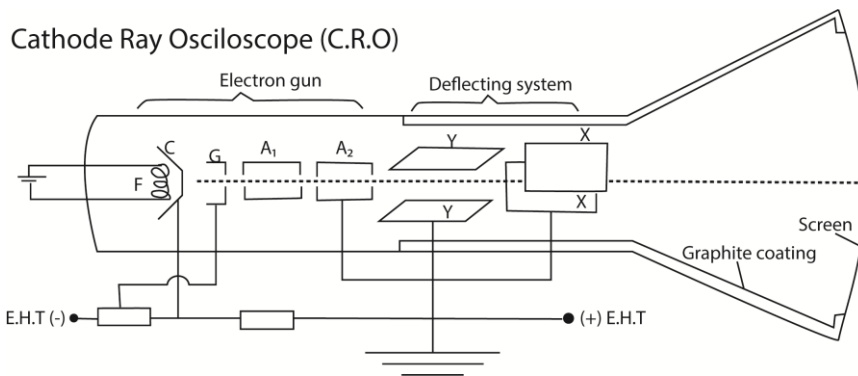 Cathode Ray Osciloscope (C.R.O)
Electron gun
Deflecting system
C
G
A₁
A₂
Y
X
F
Y
X
Screen
Graphite coating
E.H.T (-)
(+) E.H.T